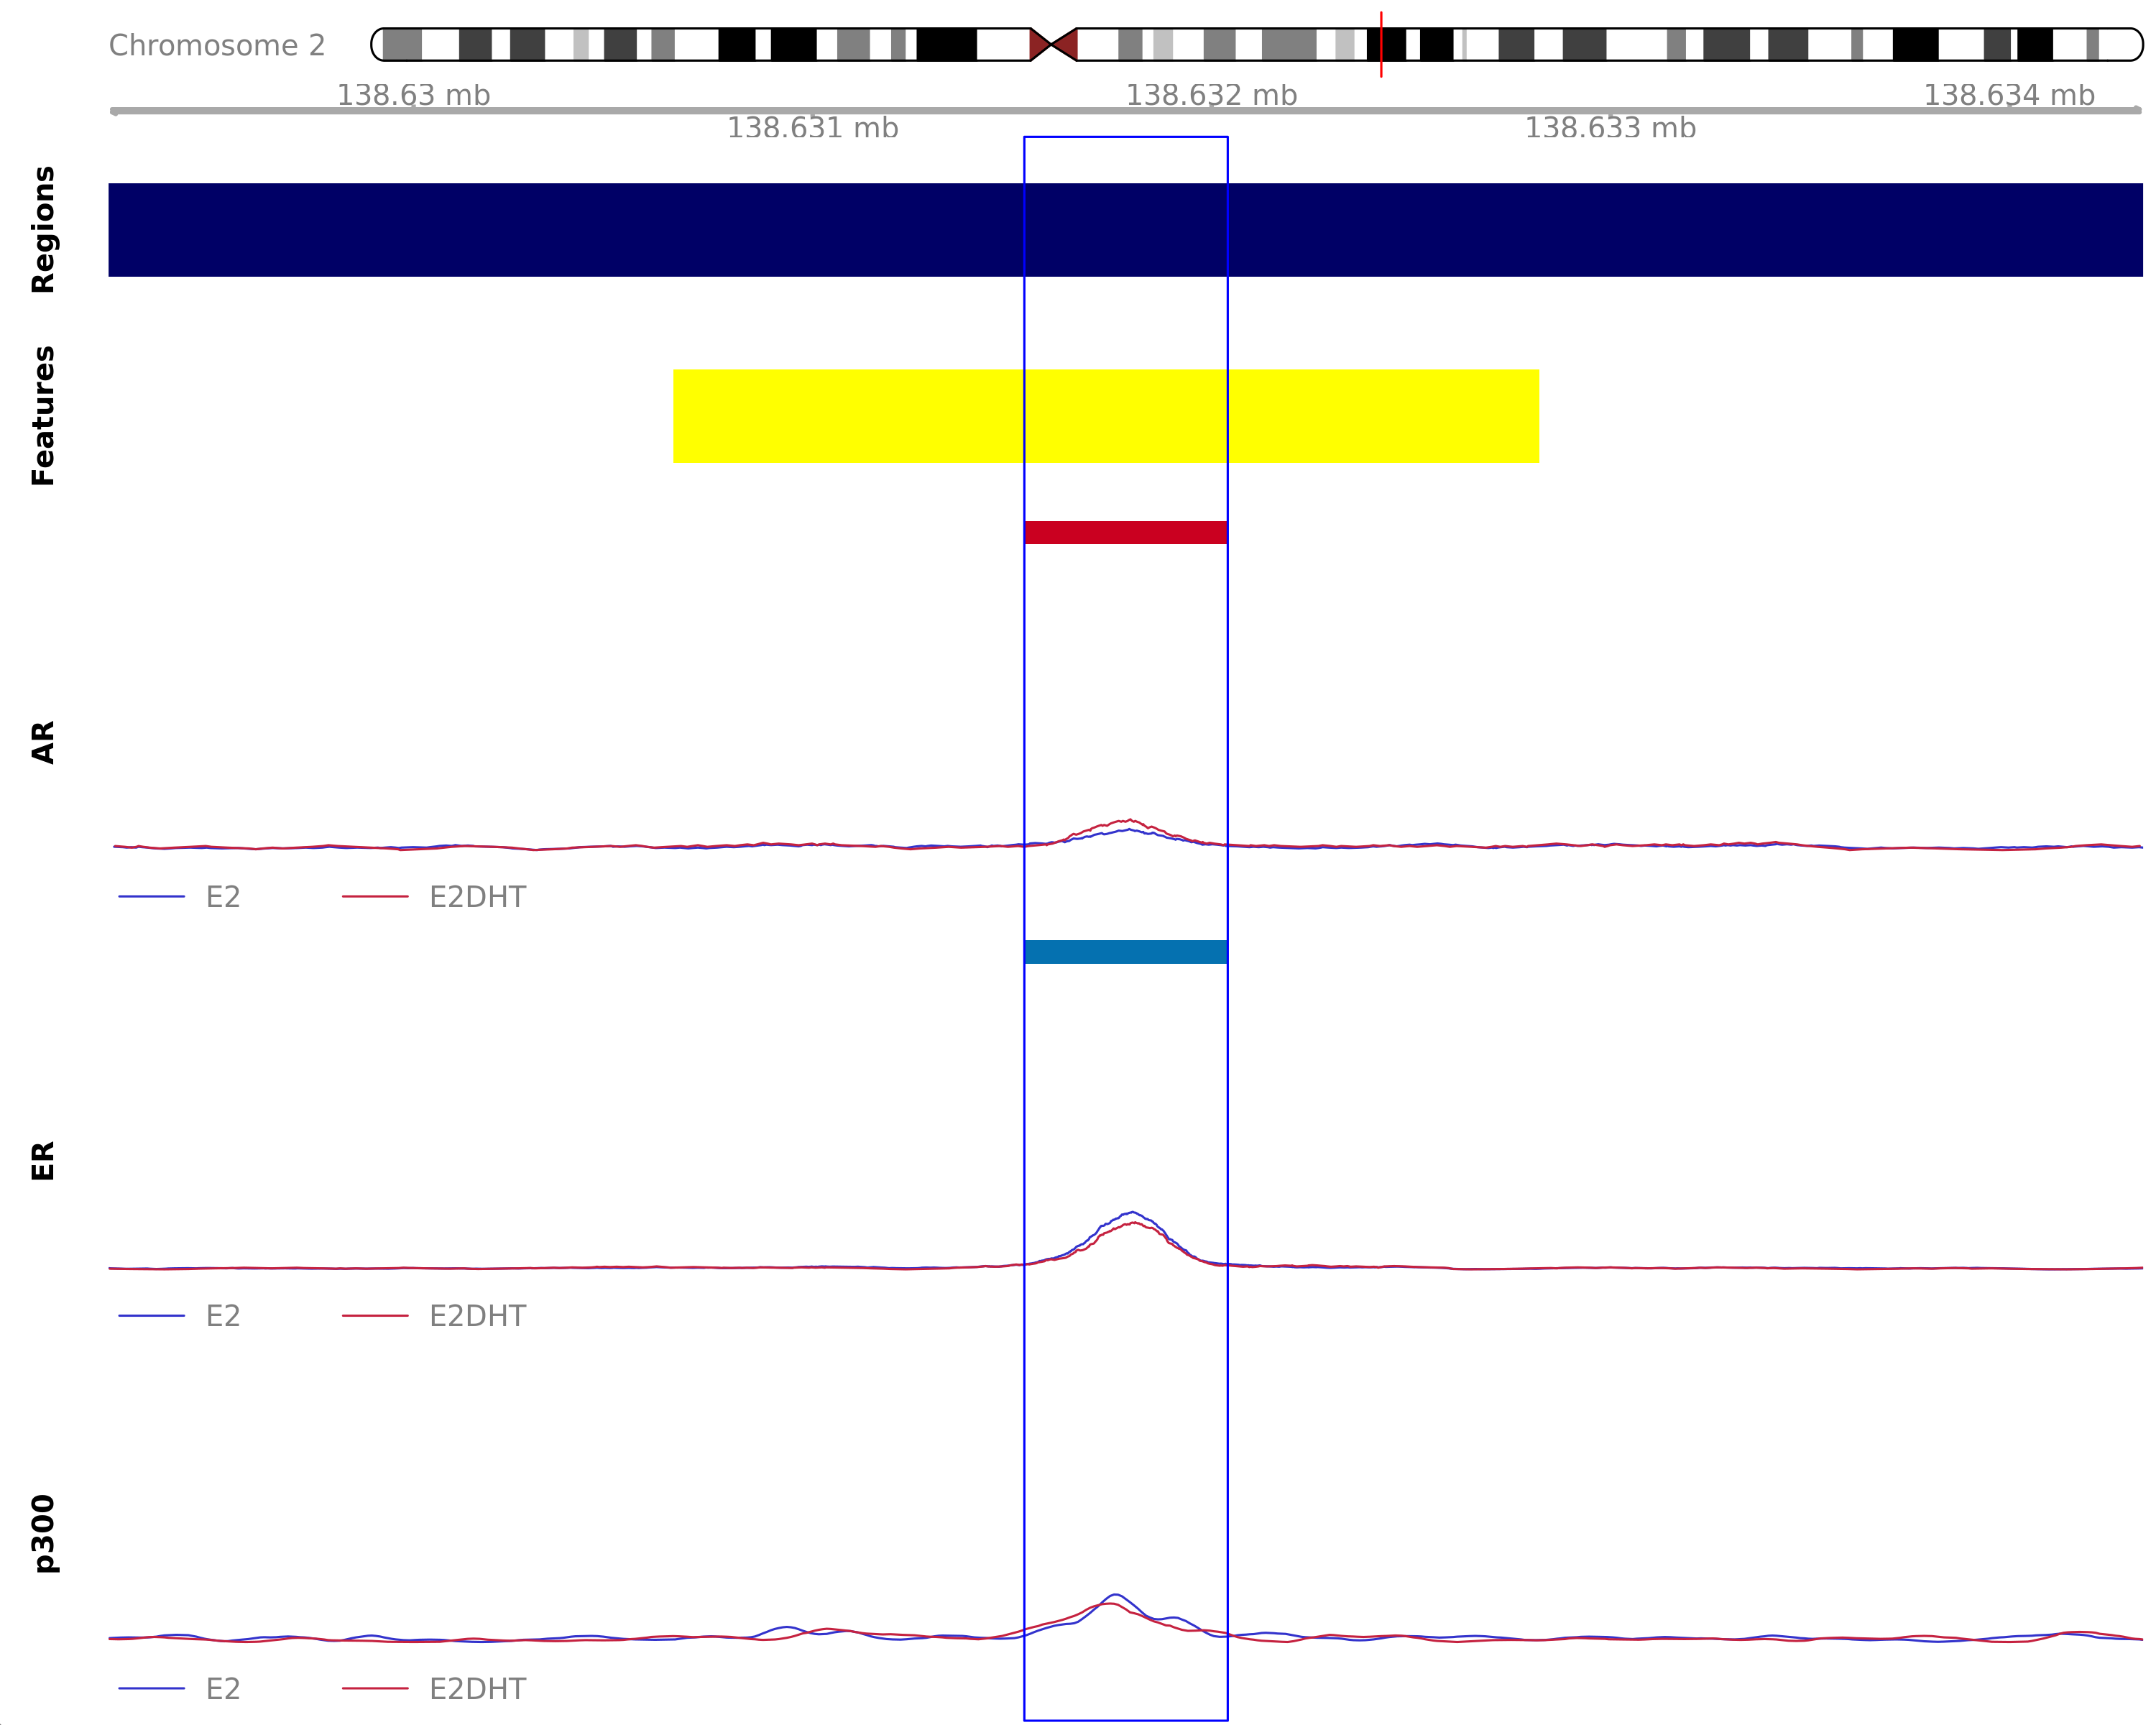 Chromosome 2
138.63 mb
138.632 mb
138.634 mb
138.631 mb
138.633 mb
Regions
Features
AR
E2
E2DHT
ER
E2
E2DHT
p300
E2
E2DHT